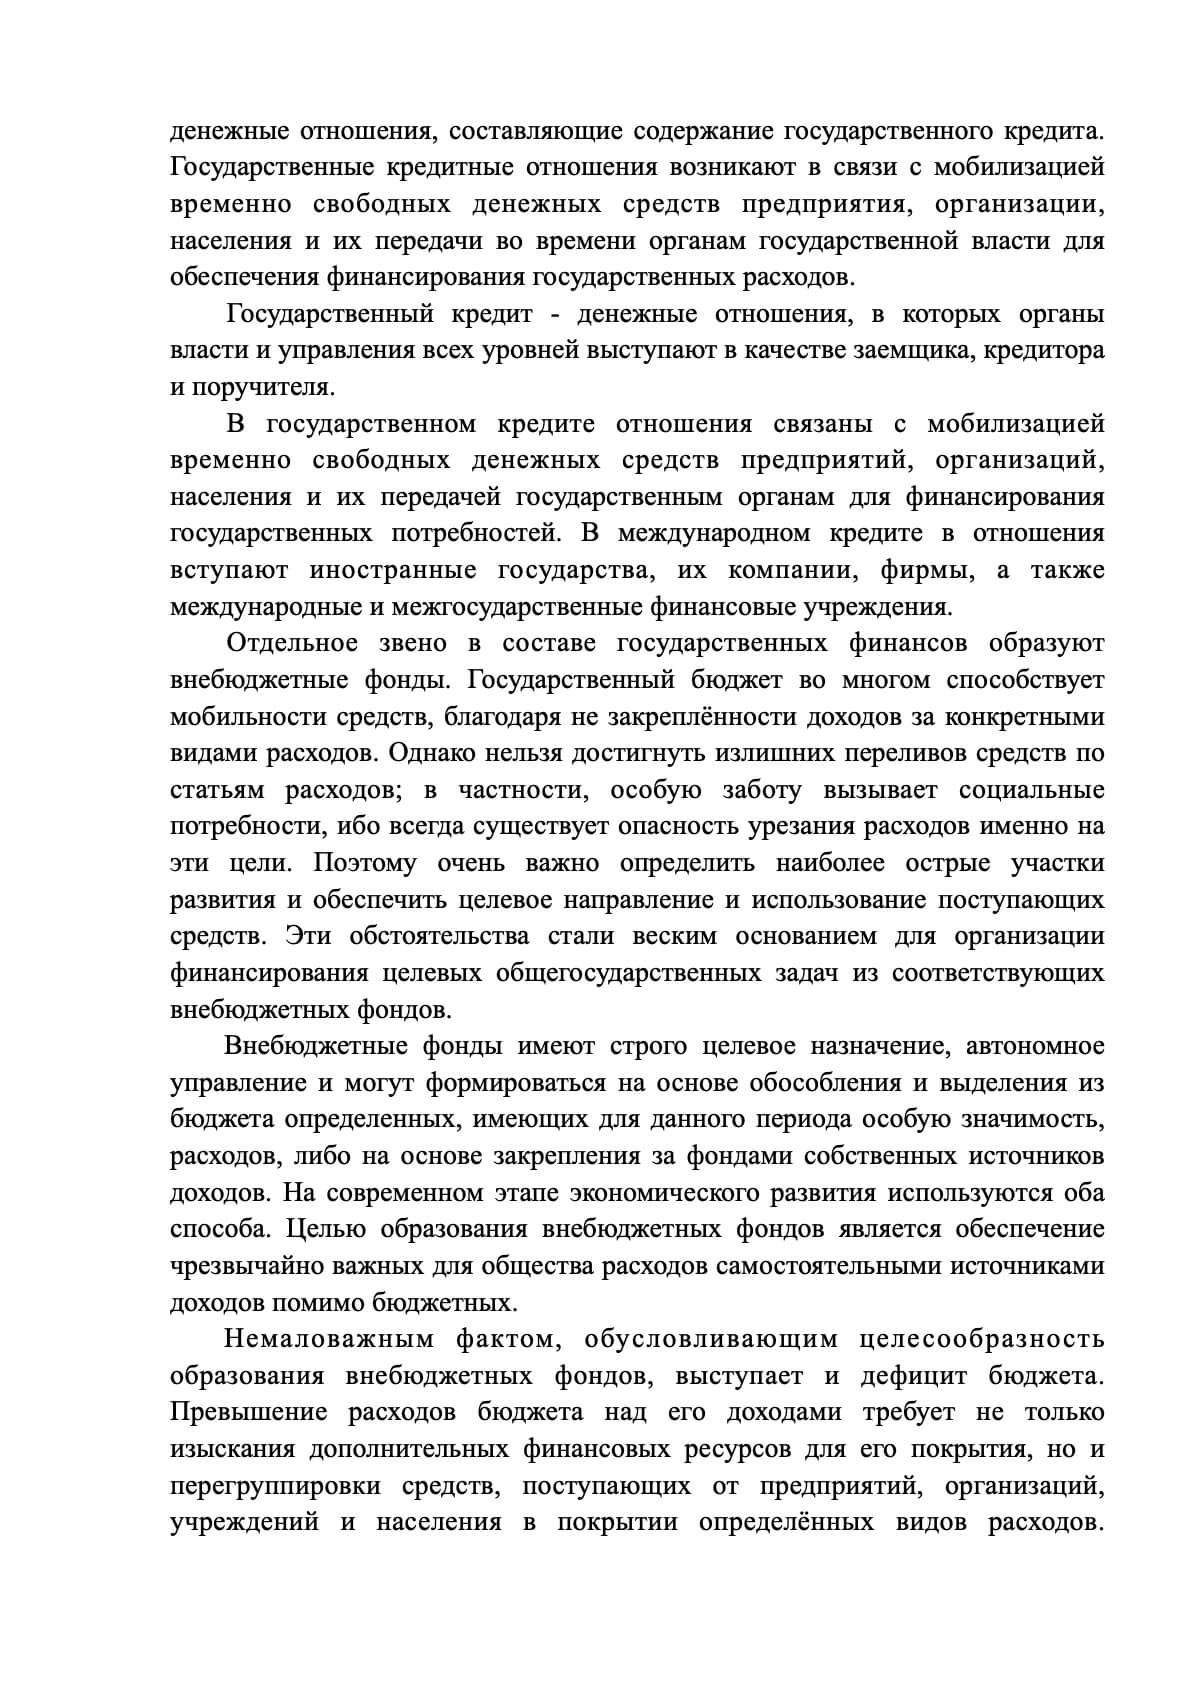 денежные отношения, составляющие содержание государственного кредита.
Государственные кредитные отношения возникают в связи с мобилизацией
временно свободных денежных средств предприятия, организации,
населения и их передачи во времени органам государственной власти для
обеспечения финансирования государственных расходов.
Государственный кредит - денежные отношения, в которых органы
власти и управления всех уровней выступают в качестве заемщика, кредитора
и поручителя.
В государственном кредите отношения связаны с мобилизацией
временно свободных денежных средств предприятий, организаций,
населения и их передачей государственным органам для финансирования
государственных потребностей. В международном кредите в отношения
вступают иностранные государства, их компании, фирмы, а также
международные и межгосударственные финансовые учреждения.
Отдельное звено в составе государственных финансов образуют
внебюджетные фонды. Государственный бюджет во многом способствует
мобильности средств, благодаря не закреплённости доходов за конкретными
видами расходов. Однако нельзя достигнуть излишних переливов средств по
статьям расходов; в частности, особую заботу вызывает социальные
потребности, ибо всегда существует опасность урезания расходов именно на
эти цели. Поэтому очень важно определить наиболее острые участки
развития и обеспечить целевое направление и использование поступающих
средств. Эти обстоятельства стали веским основанием для организации
финансирования целевых общегосударственных задач из соответствующих
внебюджетных фондов.
Внебюджетные фонды имеют строго целевое назначение, автономное
управление и могут формироваться на основе обособления и выделения из
бюджета определенных, имеющих для данного периода особую значимость,
расходов, либо на основе закрепления за фондами собственных источников
доходов. На современном этапе экономического развития используются оба
способа. Целью образования внебюджетных фондов является обеспечение
чрезвычайно важных для общества расходов самостоятельными источниками
доходов помимо бюджетных.
Немаловажным фактом, обусловливающим целесообразность
образования внебюджетных фондов, выступает и дефицит бюджета.
Превышение расходов бюджета над его доходами требует не только
изыскания дополнительных финансовых ресурсов для его покрытия, но и
перегруппировки средств, поступающих от предприятий, организаций,
учреждений и населения в покрытии определённых видов расходов.